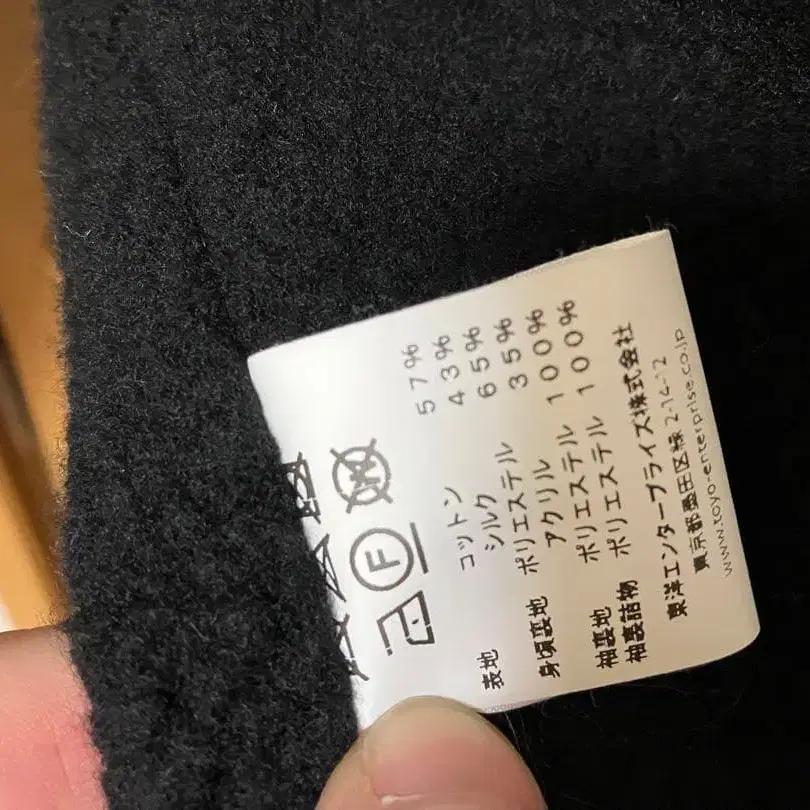 表地 コットン 57%
シルク 43%
身頃裏地 ポリエステル 65%
アクリル 35%
袖裏地 ポリエステル 100%
袖裏詰物 ポリエステル 100%
東洋エンタープライズ株式会社
東京都墨田区緑 2-14-12
www.toyo-enterprise.co.jp
F
W